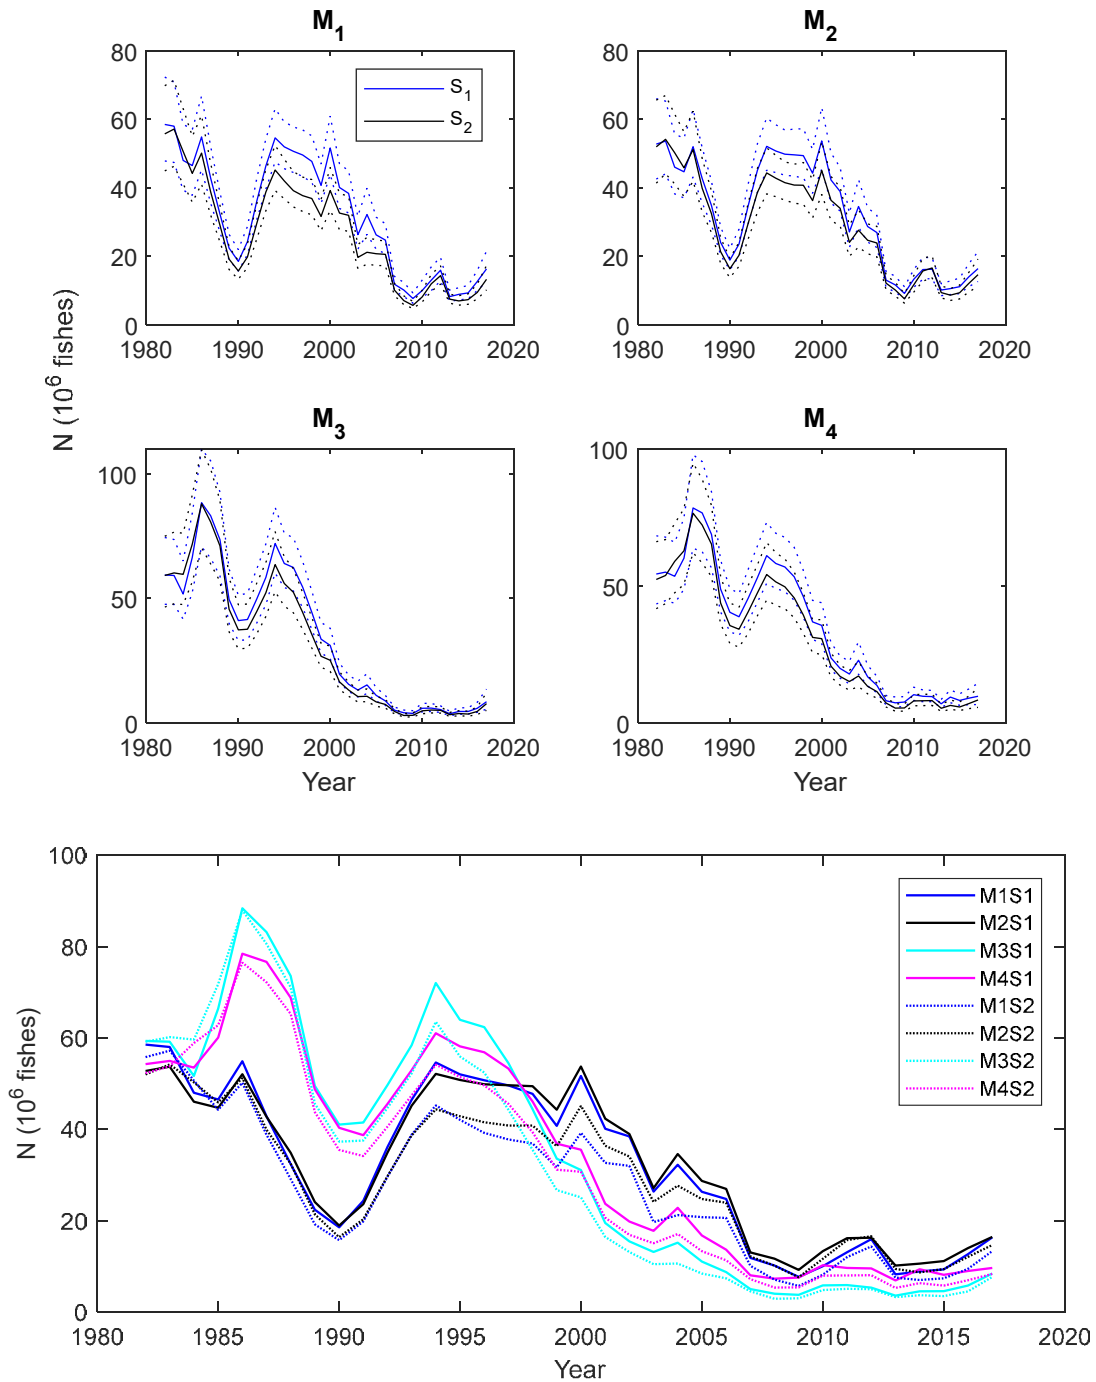 M1 M2
80 80
S1
S2
60 60
40 40
20 20
0 0
1980 1990 2000 2010 2020 1980 1990 2000 2010 2020
N (10^6 fishes)
M3 M4
100 100
50 50
0 0
1980 1990 2000 2010 2020 1980 1990 2000 2010 2020
Year Year
100
80
60
40
20
0
N (10^6 fishes)
M1S1
M2S1
M3S1
M4S1
M1S2
M2S2
M3S2
M4S2
1980 1985 1990 1995 2000 2005 2010 2015 2020
Year